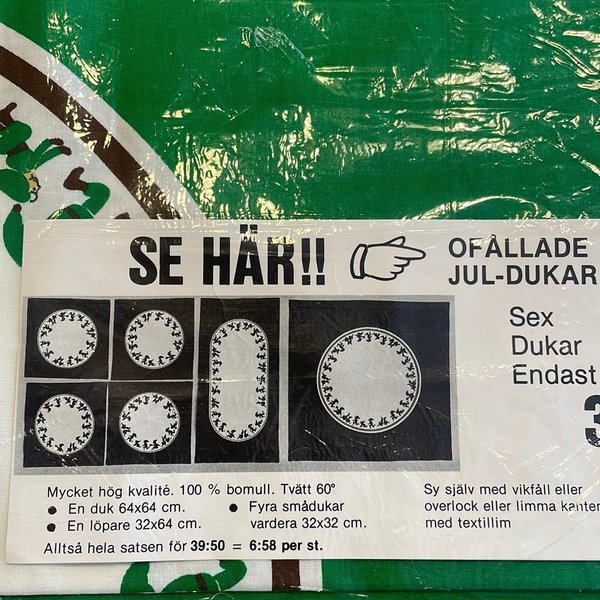 SE HÄR!!
OFÅLLADE
JUL-DUKAR
Sex
Dukar
Endast
Mycket hög kvalité. 100 % bomull. Tvätt 60°
● En duk 64x64 cm.
● En löpare 32x64 cm.
● Fyra smådukar
vardera 32x32 cm.
Alltså hela satsen för 39:50 = 6:58 per st.
Sy själv med vikfåll eller
overlock eller limma kanten
med textillim